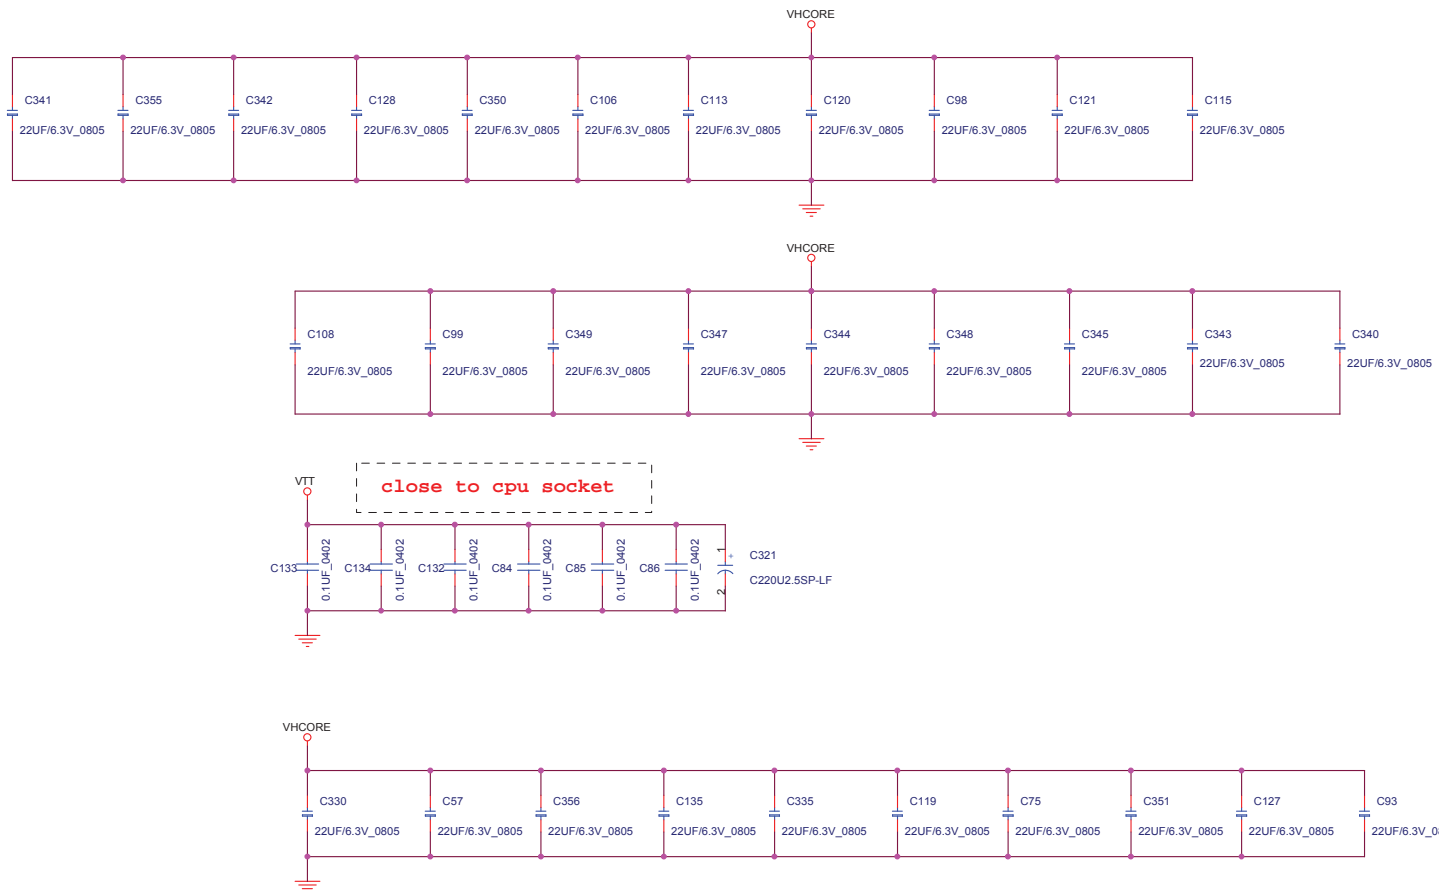 VHCORE
C341 C355 C342 C128 C350 C106 C113 C120 C98 C121 C115
22UF/6.3V_0805 22UF/6.3V_0805 22UF/6.3V_0805 22UF/6.3V_0805 22UF/6.3V_0805 22UF/6.3V_0805 22UF/6.3V_0805 22UF/6.3V_0805 22UF/6.3V_0805 22UF/6.3V_0805 22UF/6.3V_0805
VHCORE
C108 C99 C349 C347 C344 C348 C345 C343 C340
22UF/6.3V_0805 22UF/6.3V_0805 22UF/6.3V_0805 22UF/6.3V_0805 22UF/6.3V_0805 22UF/6.3V_0805 22UF/6.3V_0805 22UF/6.3V_0805 22UF/6.3V_0805
VTT
close to cpu socket
C133 0.1UF_0402 C134 0.1UF_0402 C132 0.1UF_0402 C84 0.1UF_0402 C85 0.1UF_0402 C86 0.1UF_0402 1 + C321
2 C220U2.5SP-LF
VHCORE
C330 C57 C356 C135 C335 C119 C75 C351 C127 C93
22UF/6.3V_0805 22UF/6.3V_0805 22UF/6.3V_0805 22UF/6.3V_0805 22UF/6.3V_0805 22UF/6.3V_0805 22UF/6.3V_0805 22UF/6.3V_0805 22UF/6.3V_0805 22UF/6.3V_0